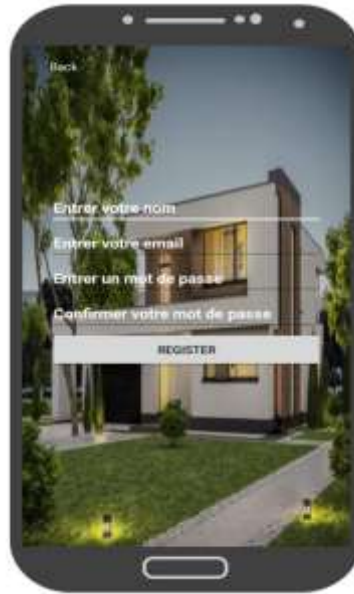 Back
Entrer votre nom
Entrer votre email
Entrer un mot de passe
Confirmer votre mot de passe
REGISTER